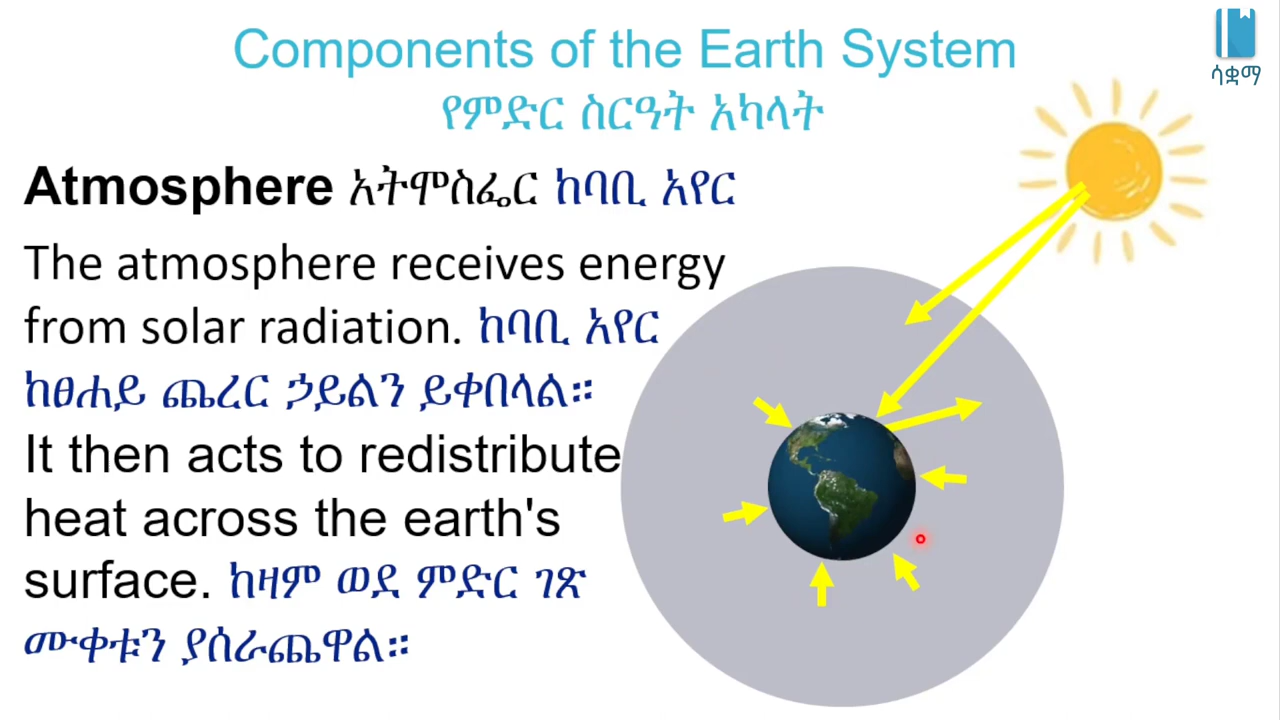 Components of the Earth System
የምድር ስርዓት አካላት
ሳቋማ
Atmosphere አትሞስፌር ከባቢ አየር
The atmosphere receives energy
from solar radiation. ከባቢ አየር
ከፀሐይ ጨረር ኃይልን ይቀበላል።
It then acts to redistribute
heat across the earth's
surface. ከዛም ወደ ምድር ገጽ
ሙቀቱን ያሰራጨዋል።